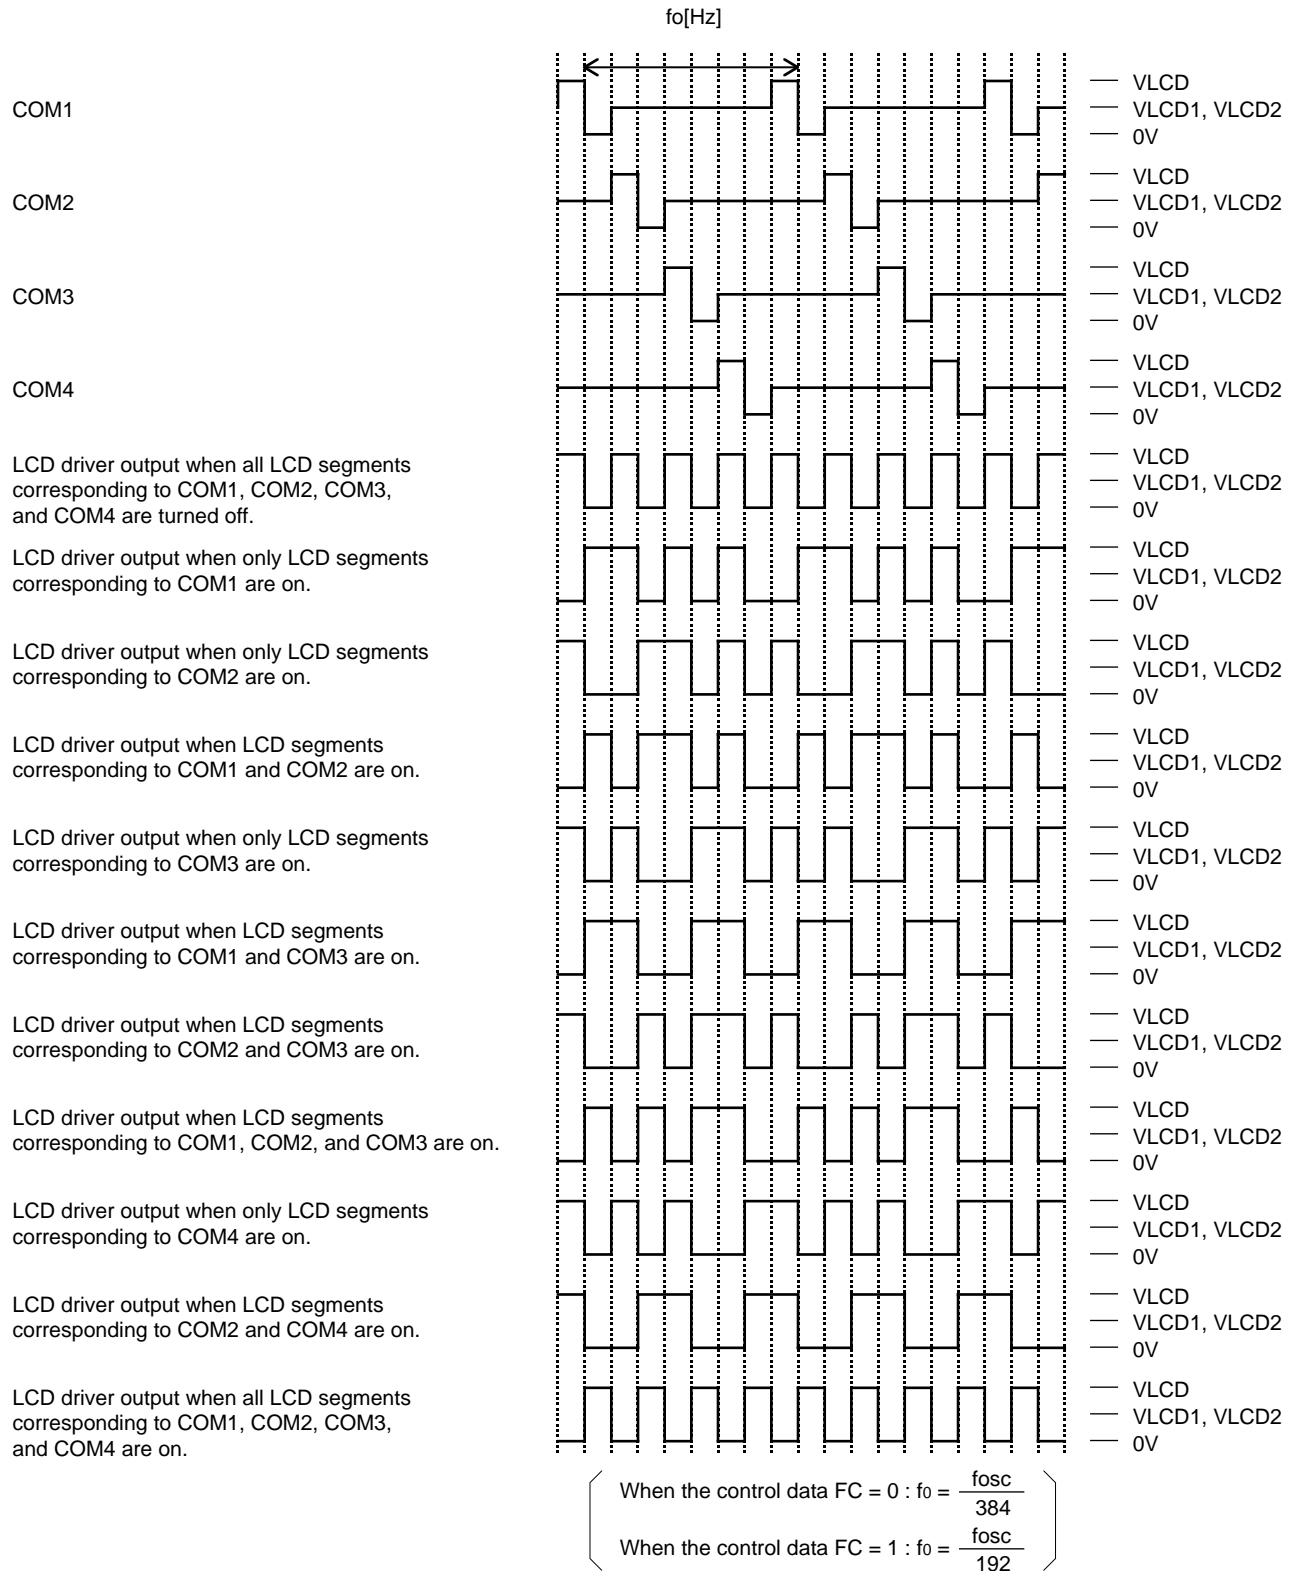 fo[Hz]
COM1
VLCD
VLCD1, VLCD2
0V
COM2
VLCD
VLCD1, VLCD2
0V
COM3
VLCD
VLCD1, VLCD2
0V
COM4
VLCD
VLCD1, VLCD2
0V
LCD driver output when all LCD segments
corresponding to COM1, COM2, COM3,
and COM4 are turned off.
VLCD
VLCD1, VLCD2
0V
LCD driver output when only LCD segments
corresponding to COM1 are on.
VLCD
VLCD1, VLCD2
0V
LCD driver output when only LCD segments
corresponding to COM2 are on.
VLCD
VLCD1, VLCD2
0V
LCD driver output when LCD segments
corresponding to COM1 and COM2 are on.
VLCD
VLCD1, VLCD2
0V
LCD driver output when only LCD segments
corresponding to COM3 are on.
VLCD
VLCD1, VLCD2
0V
LCD driver output when LCD segments
corresponding to COM1 and COM3 are on.
VLCD
VLCD1, VLCD2
0V
LCD driver output when LCD segments
corresponding to COM2 and COM3 are on.
VLCD
VLCD1, VLCD2
0V
LCD driver output when LCD segments
corresponding to COM1, COM2, and COM3 are on.
VLCD
VLCD1, VLCD2
0V
LCD driver output when only LCD segments
corresponding to COM4 are on.
VLCD
VLCD1, VLCD2
0V
LCD driver output when LCD segments
corresponding to COM2 and COM4 are on.
VLCD
VLCD1, VLCD2
0V
LCD driver output when all LCD segments
corresponding to COM1, COM2, COM3,
and COM4 are on.
VLCD
VLCD1, VLCD2
0V
When the control data FC = 0 : f0 = fosc
384
When the control data FC = 1 : f0 = fosc
192